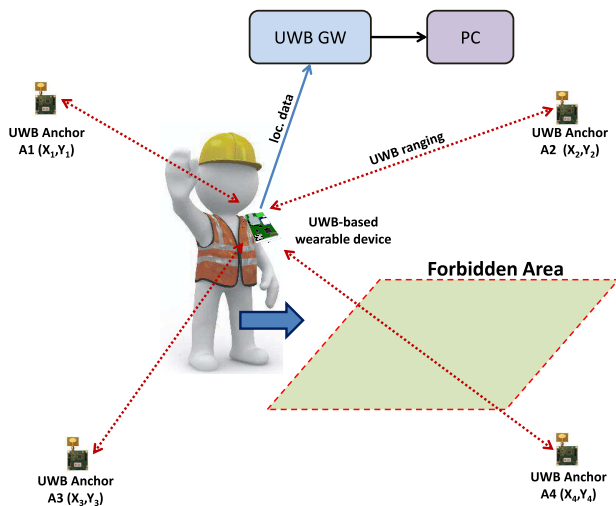 UWB GW
PC
loc. data
UWB Anchor
A1 (X₁,Y₁)
UWB ranging
UWB Anchor
A2 (X₂,Y₂)
UWB-based
wearable device
Forbidden Area
UWB Anchor
A3 (X₃,Y₃)
UWB Anchor
A4 (X₄,Y₄)